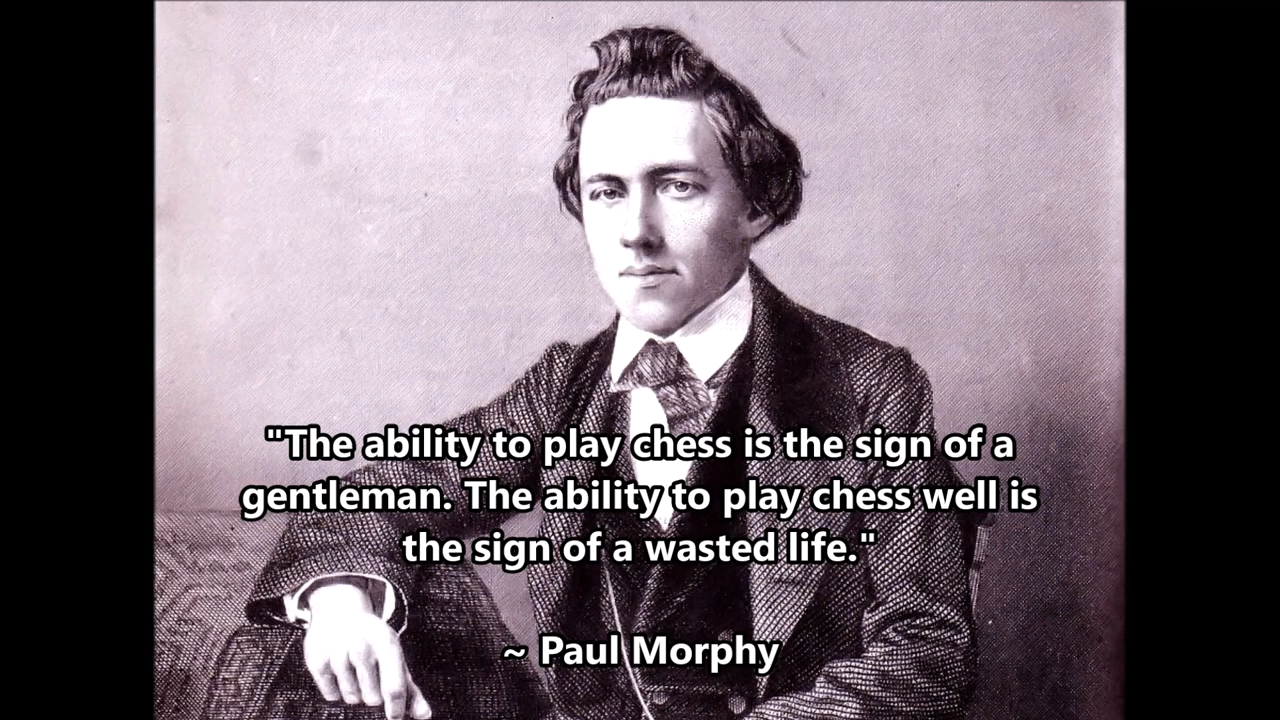 "The ability to play chess is the sign of a
gentleman. The ability to play chess well is
the sign of a wasted life."
~ Paul Morphy